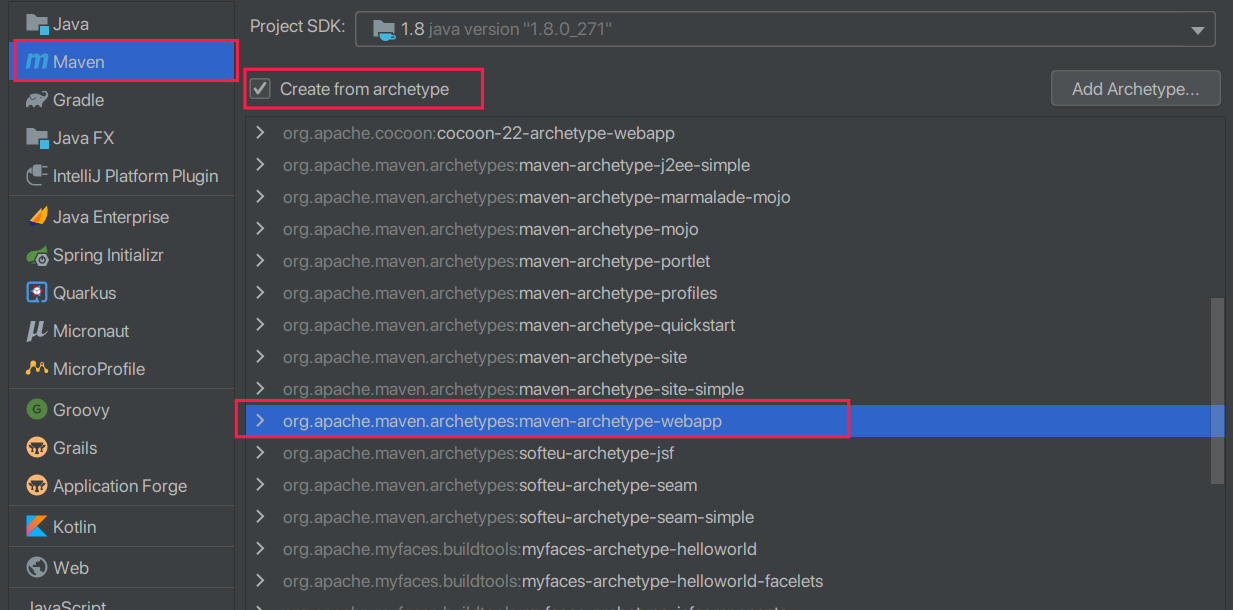 Java
Maven
Gradle
Java FX
IntelliJ Platform Plugin
Java Enterprise
Spring Initializr
Quarkus
Micronaut
MicroProfile
Groovy
Grails
Application Forge
Kotlin
Web
JavaScript
Project SDK: 1.8 java version "1.8.0_271"
Create from archetype
Add Archetype...
org.apache.cocoon:cocoon-22-archetype-webapp
org.apache.maven.archetypes:maven-archetype-j2ee-simple
org.apache.maven.archetypes:maven-archetype-marmalade-mojo
org.apache.maven.archetypes:maven-archetype-mojo
org.apache.maven.archetypes:maven-archetype-portlet
org.apache.maven.archetypes:maven-archetype-profiles
org.apache.maven.archetypes:maven-archetype-quickstart
org.apache.maven.archetypes:maven-archetype-site
org.apache.maven.archetypes:maven-archetype-site-simple
org.apache.maven.archetypes:maven-archetype-webapp
org.apache.maven.archetypes:softeu-archetype-jsf
org.apache.maven.archetypes:softeu-archetype-seam
org.apache.maven.archetypes:softeu-archetype-seam-simple
org.apache.myfaces.buildtools:myfaces-archetype-helloworld
org.apache.myfaces.buildtools:myfaces-archetype-helloworld-facelets